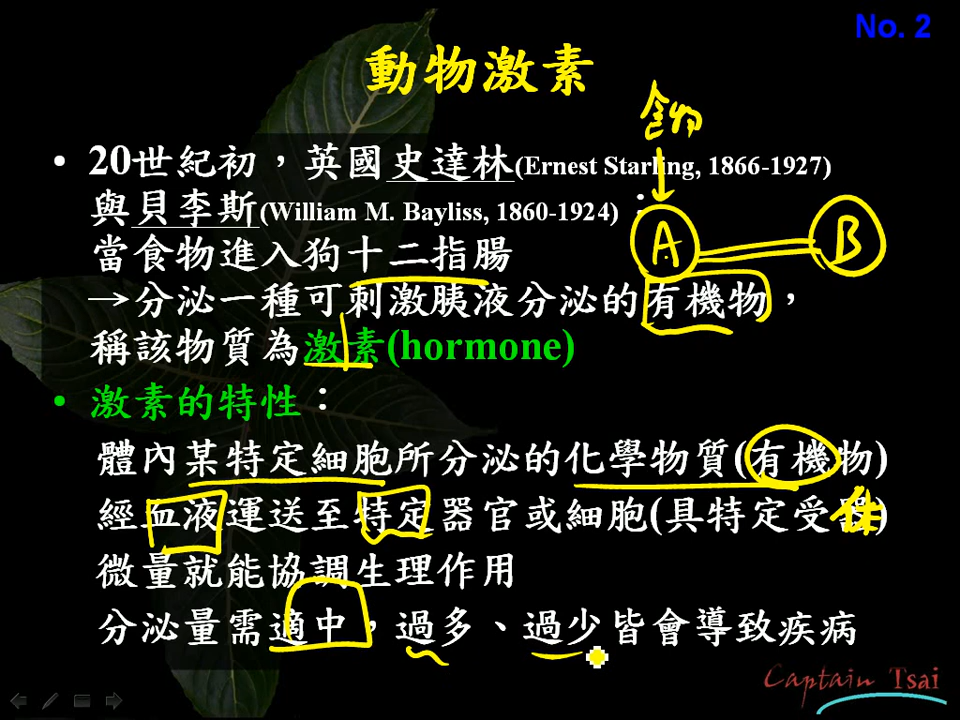 No. 2
動物激素
食物
• 20世紀初，英國史達林(Ernest Starling, 1866-1927)
與貝李斯(William M. Bayliss, 1860-1924)：
A B
當食物進入狗十二指腸
→分泌一種可刺激胰液分泌的有機物，
稱該物質為激素(hormone)
• 激素的特性：
體內某特定細胞所分泌的化學物質(有機物)
經血液運送至特定器官或細胞(具特定受器)
微量就能協調生理作用
分泌量需適中，過多、過少皆會導致疾病
Captain Tsai